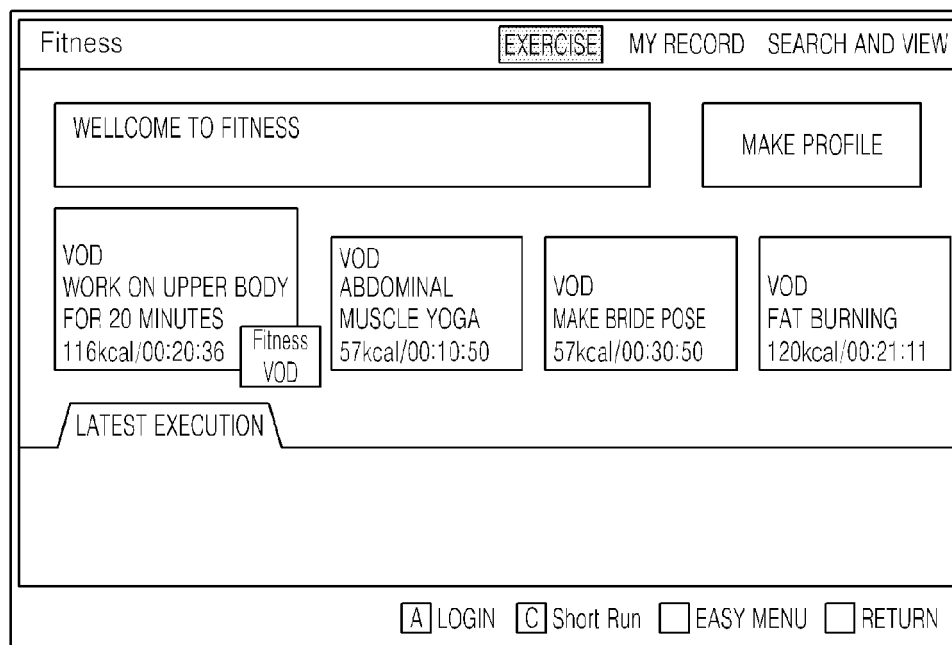 Fitness
EXERCISE MY RECORD SEARCH AND VIEW
WELLCOME TO FITNESS
MAKE PROFILE
VOD
WORK ON UPPER BODY
FOR 20 MINUTES
116kcal/00:20:36
Fitness
VOD
VOD
ABDOMINAL
MUSCLE YOGA
57kcal/00:10:50
VOD
MAKE BRIDE POSE
57kcal/00:30:50
VOD
FAT BURNING
120kcal/00:21:11
LATEST EXECUTION
A LOGIN C Short Run EASY MENU RETURN